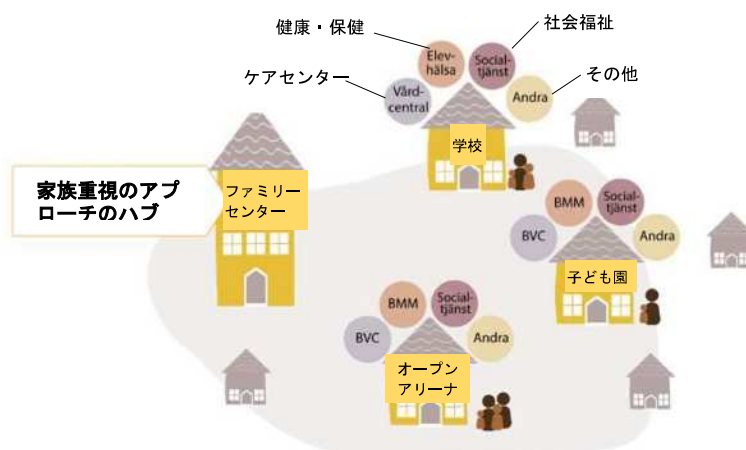 健康・保健
社会福祉
ケアセンター
その他
Elev-
hälsa
Social-
tjänst
Vård-
central
Andra
学校
家族重視のアプ
ローチのハブ
ファミリー
センター
BMM
Social-
tjänst
BVC
Andra
子ども園
BMM
Social-
tjänst
BVC
Andra
オープン
アリーナ